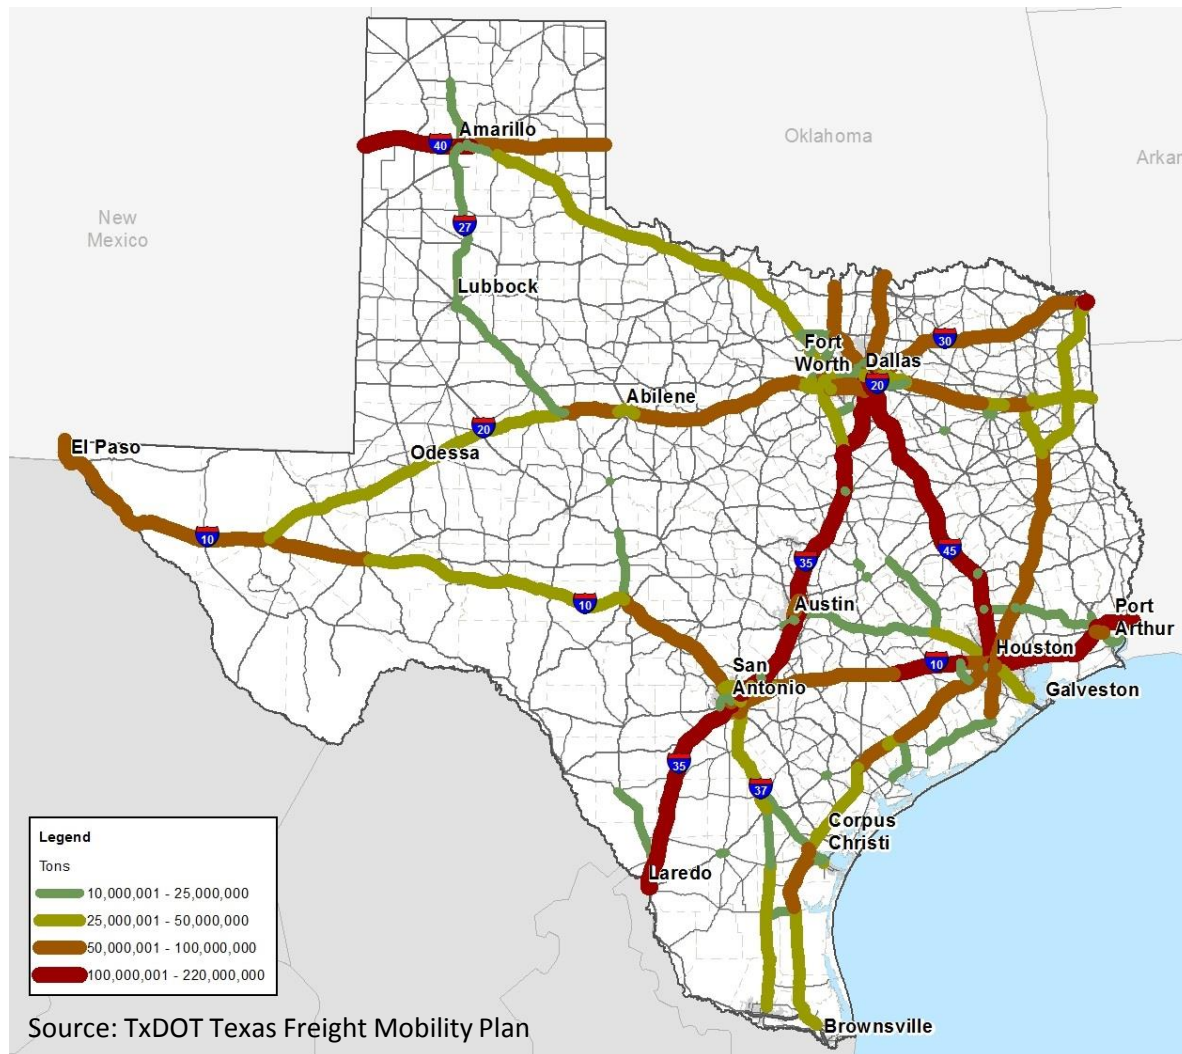 Oklahoma
Arkar
New
Mexico
Amarillo
40
27
Lubbock
Fort
Worth
Dallas
30
20
Abilene
20
Odessa
El Paso
10
10
35
45
Austin
Port
Arthur
Houston
10
San
Antonio
Galveston
35
37
Corpus
Christi
Laredo
Brownsville
Legend
Tons
10,000,001 - 25,000,000
25,000,001 - 50,000,000
50,000,001 - 100,000,000
100,000,001 - 220,000,000
Source: TxDOT Texas Freight Mobility Plan